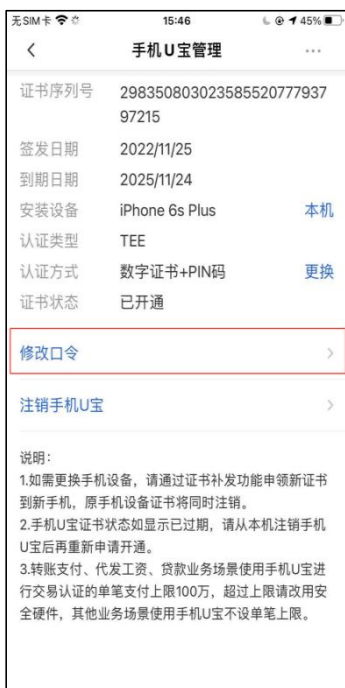 无SIM卡 15:46 45%
手机U宝管理
证书序列号 298350803023585520777937
97215
签发日期 2022/11/25
到期日期 2025/11/24
安装设备 iPhone 6s Plus 本机
认证类型 TEE
认证方式 数字证书+PIN码 更换
证书状态 已开通
修改口令
注销手机U宝
说明：
1.如需更换手机设备，请通过证书补发功能申领新证书
到新手机，原手机设备证书将同时注销。
2.手机U宝证书状态如显示已过期，请从本机注销手机
U宝后再重新申请开通。
3.转账支付、代发工资、贷款业务场景使用手机U宝进
行交易认证的单笔支付上限100万，超过上限请改用安
全硬件，其他业务场景使用手机U宝不设单笔上限。